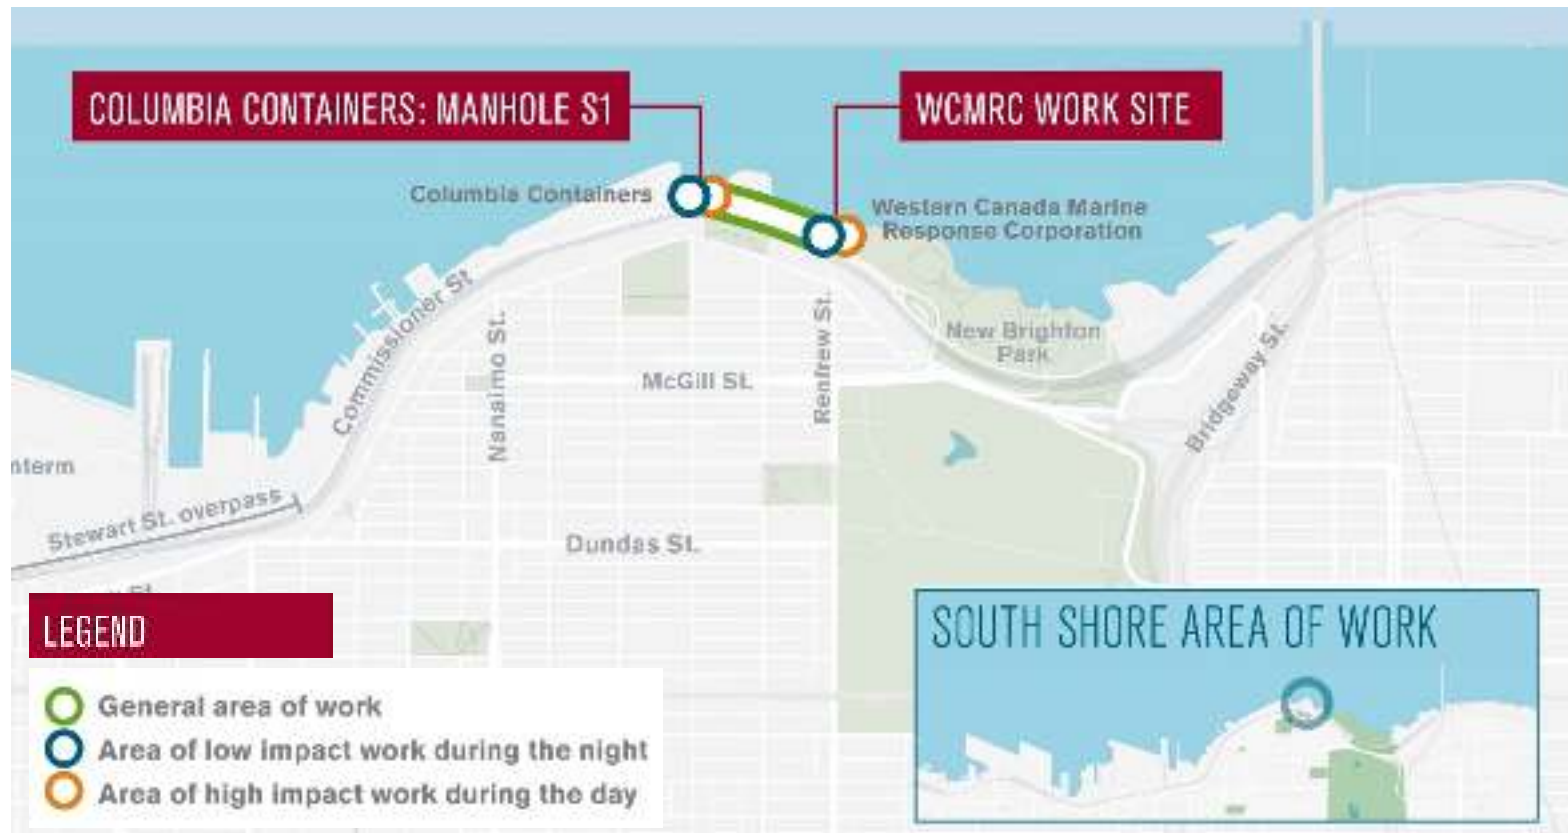 COLUMBIA CONTAINERS: MANHOLE S1
WCMRC WORK SITE
Columbia Containers
Western Canada Marine
Response Corporation
Commissioner St
Nanaimo St.
McGill St.
Renfrew St.
New Brighton
Park
Bridgeway St.
nterm
Stewart St. overpass
Dundas St.
St.
LEGEND
General area of work
Area of low impact work during the night
Area of high impact work during the day
SOUTH SHORE AREA OF WORK